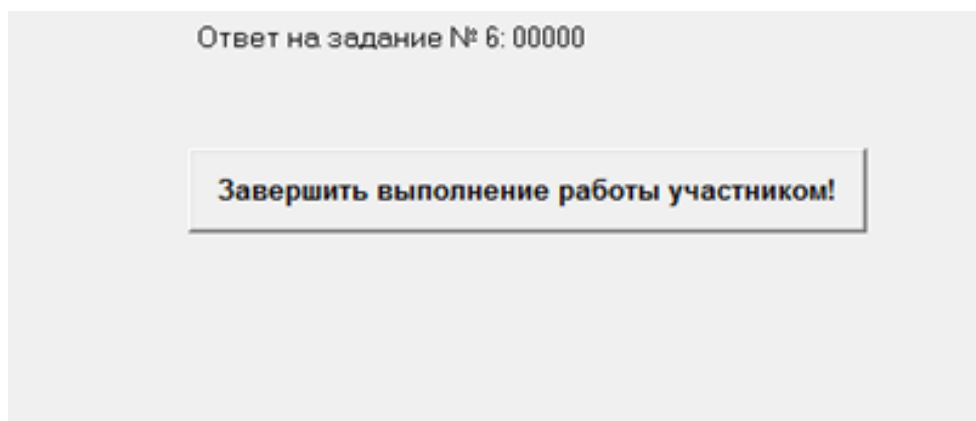 Ответ на задание № 6: 00000
Завершить выполнение работы участником!